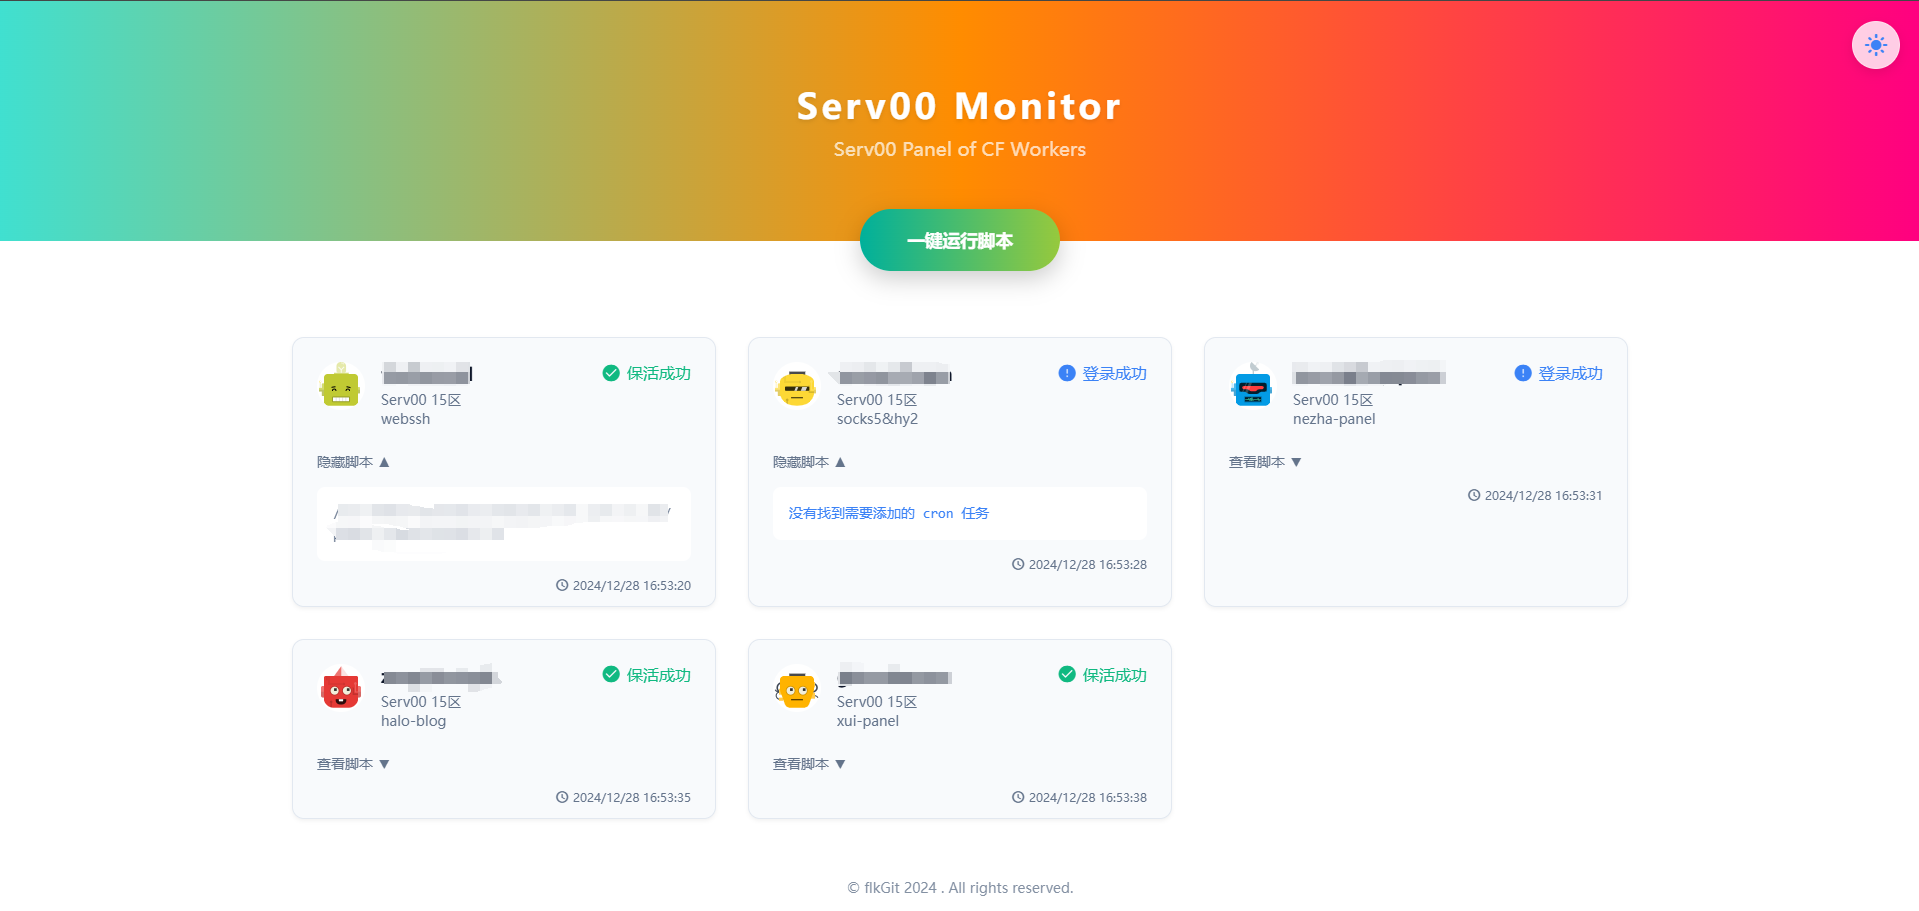 Serv00 Monitor
Serv00 Panel of CF Workers
一键运行脚本
保活成功
Serv00 15区
webssh
隐藏脚本 ▲
2024/12/28 16:53:20
登录成功
Serv00 15区
socks5&hy2
隐藏脚本 ▲
没有找到需要添加的 cron 任务
2024/12/28 16:53:28
登录成功
Serv00 15区
nezha-panel
查看脚本 ▼
2024/12/28 16:53:31
保活成功
Serv00 15区
halo-blog
查看脚本 ▼
2024/12/28 16:53:35
保活成功
Serv00 15区
xui-panel
查看脚本 ▼
2024/12/28 16:53:38
© flkGit 2024 . All rights reserved.